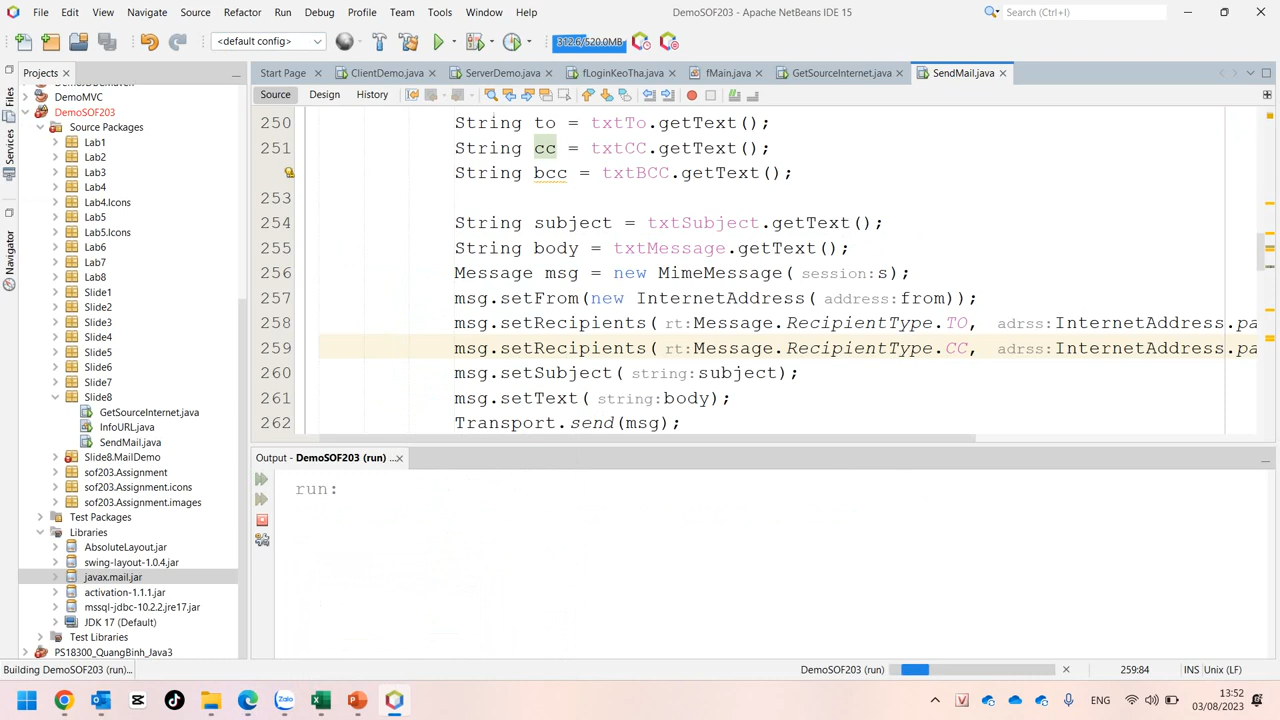 File Edit View Navigate Source Refactor Run Debug Profile Team Tools Window Help
DemoSOF203 - Apache NetBeans IDE 15
Search (Ctrl+I)
<default config>
312.6/520.0MB
Projects
Start Page
ClientDemo.java
ServerDemo.java
fLoginKeoTha.java
fMain.java
GetSourceInternet.java
SendMail.java
Source Design History
Files
Services
Navigator
DemoMVC
DemoSOF203
Source Packages
Lab1
Lab2
Lab3
Lab4
Lab4.Icons
Lab5
Lab5.Icons
Lab6
Lab7
Lab8
Slide1
Slide2
Slide3
Slide4
Slide5
Slide6
Slide7
Slide8
GetSourceInternet.java
InfoURL.java
SendMail.java
Slide8.MailDemo
sof203.Assignment
sof203.Assignment.icons
sof203.Assignment.images
Test Packages
Libraries
AbsoluteLayout.jar
swing-layout-1.0.4.jar
javax.mail.jar
activation-1.1.1.jar
mssql-jdbc-10.2.2.jre17.jar
JDK 17 (Default)
Test Libraries
PS18300_QuangBinh_Java3
250 String to = txtTo.getText();
251 String cc = txtCC.getText();
String bcc = txtBCC.getText();
253
254 String subject = txtSubject.getText();
255 String body = txtMessage.getText();
256 Message msg = new MimeMessage( session:s);
257 msg.setFrom(new InternetAddress( address:from));
258 msg.setRecipients( rt:Message.RecipientType.TO, adrss:InternetAddress.pa
259 msg.setRecipients( rt:Message.RecipientType.CC, adrss:InternetAddress.pa
260 msg.setSubject( string:subject);
261 msg.setText( string:body);
262 Transport.send(msg);
Output - DemoSOF203 (run) ...
run:
Building DemoSOF203 (run)...
DemoSOF203 (run)
259:84
INS Unix (LF)
ENG
13:52
03/08/2023